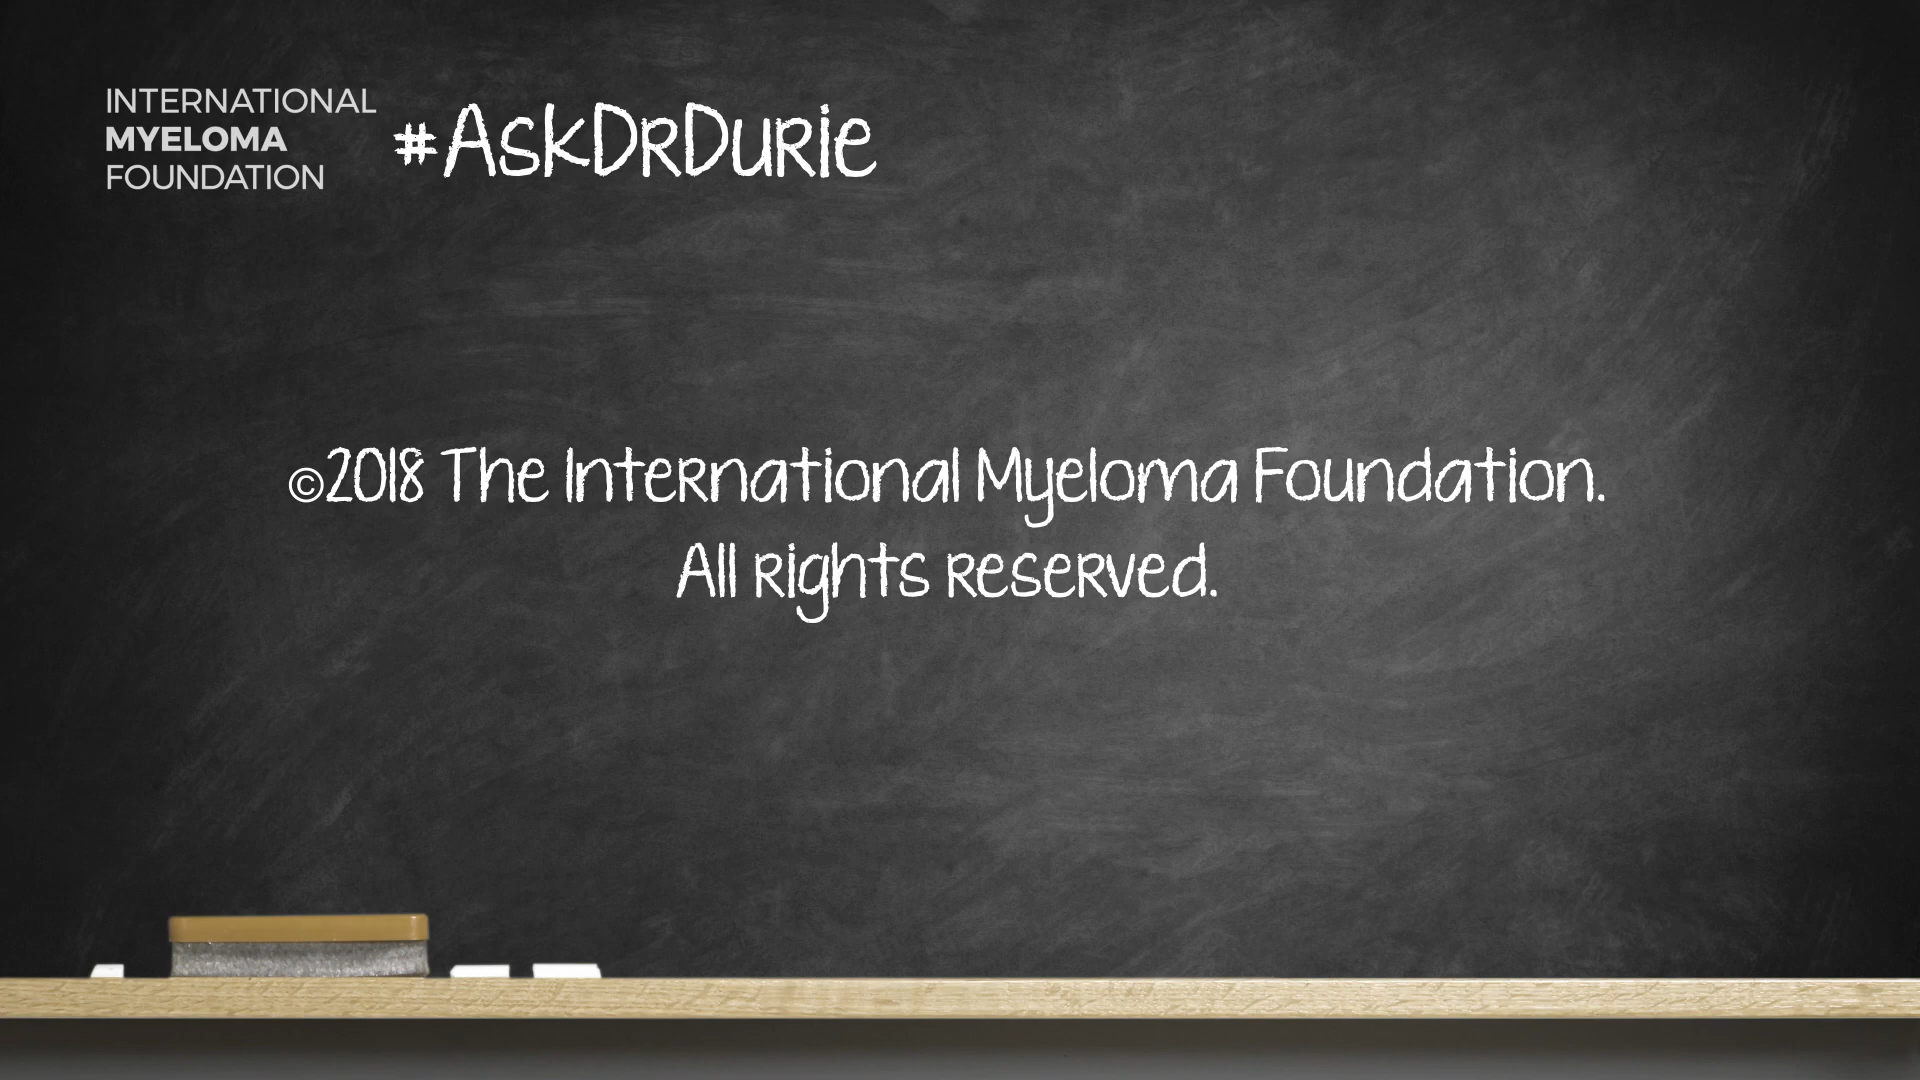 INTERNATIONAL
MYELOMA
FOUNDATION
#AskDrDurie
©2018 The International Myeloma Foundation.
All rights reserved.